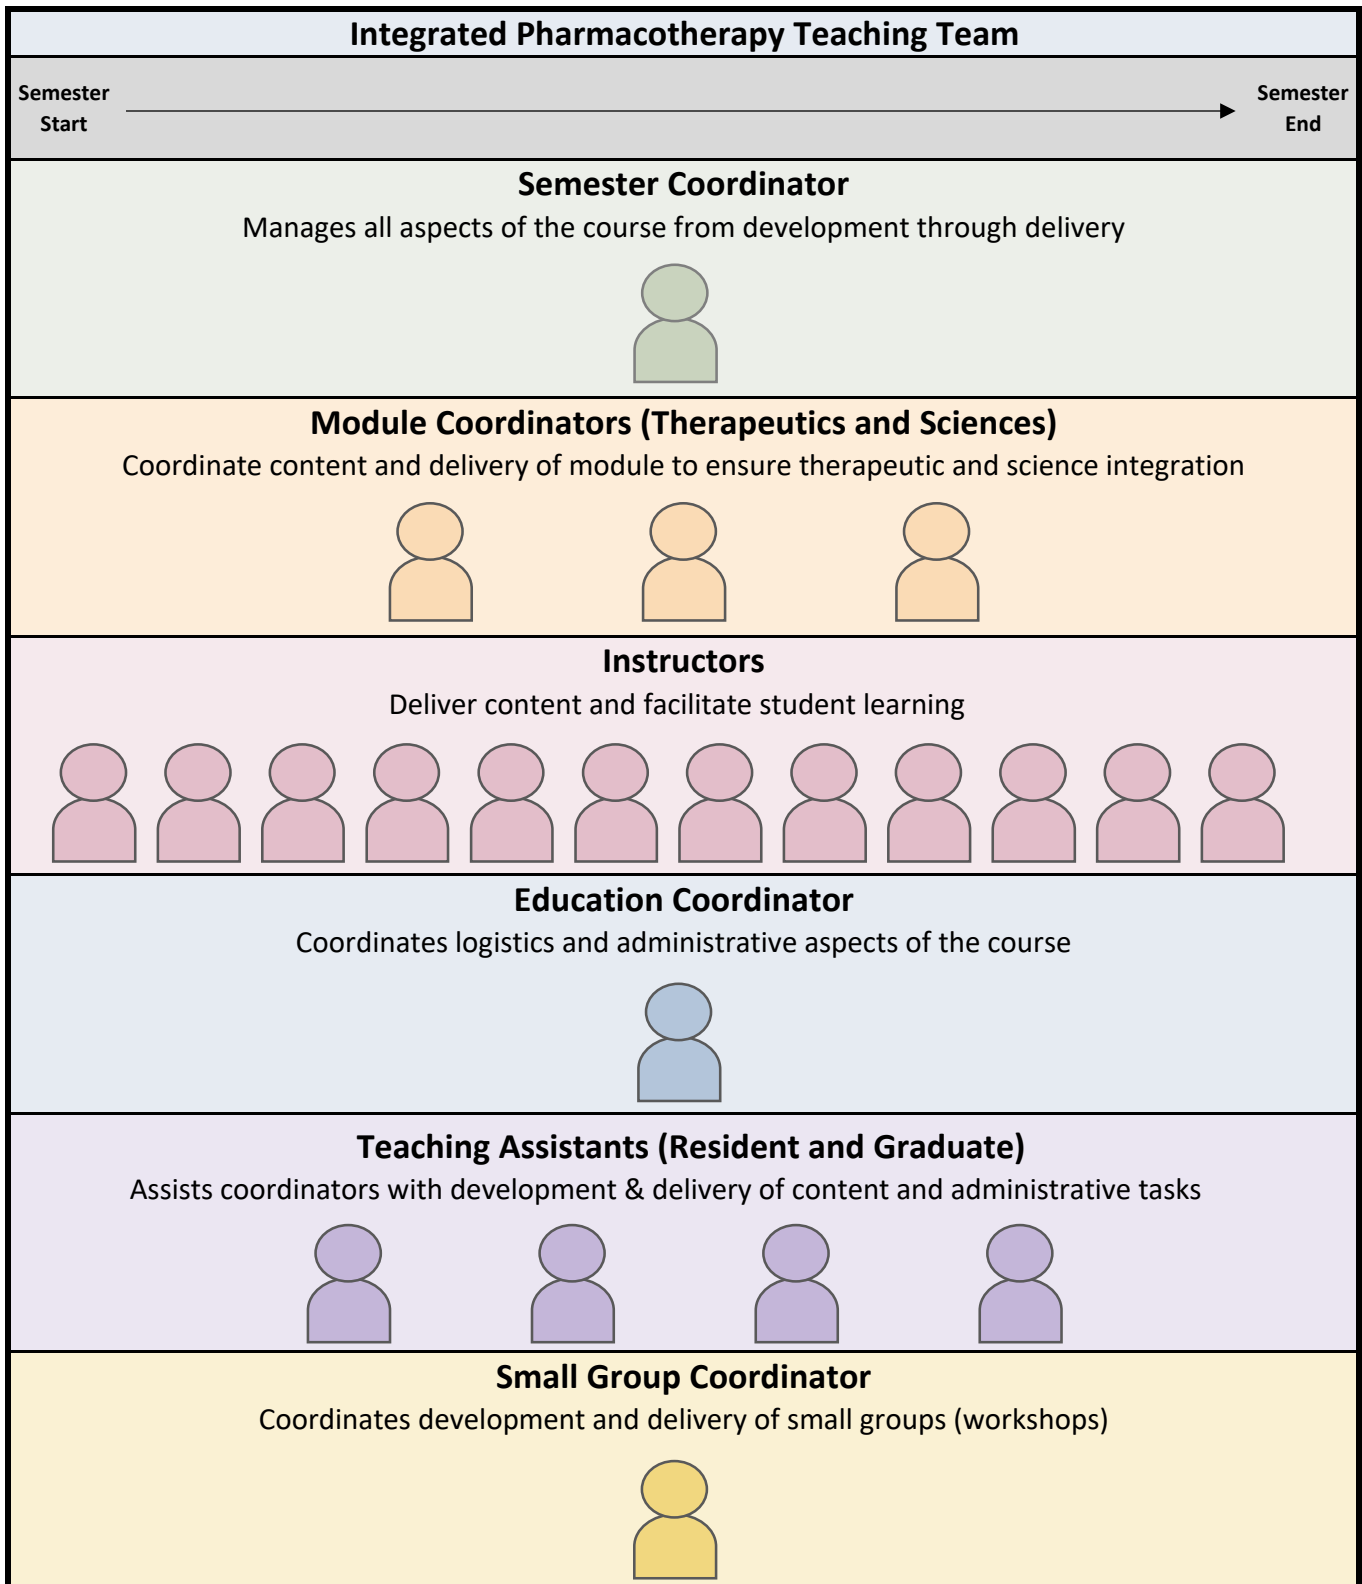 Integrated Pharmacotherapy Teaching Team
Semester
Start
Semester
End
Semester Coordinator
Manages all aspects of the course from development through delivery
Module Coordinators (Therapeutics and Sciences)
Coordinate content and delivery of module to ensure therapeutic and science integration
Instructors
Deliver content and facilitate student learning
Education Coordinator
Coordinates logistics and administrative aspects of the course
Teaching Assistants (Resident and Graduate)
Assists coordinators with development & delivery of content and administrative tasks
Small Group Coordinator
Coordinates development and delivery of small groups (workshops)